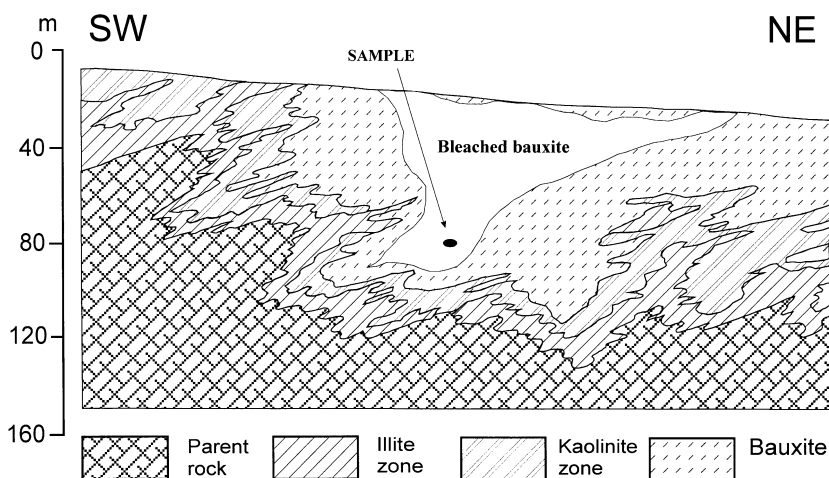 m
SW
NE
0
SAMPLE
40
Bleached bauxite
80
120
160
Parent
rock
Illite
zone
Kaolinite
zone
Bauxite